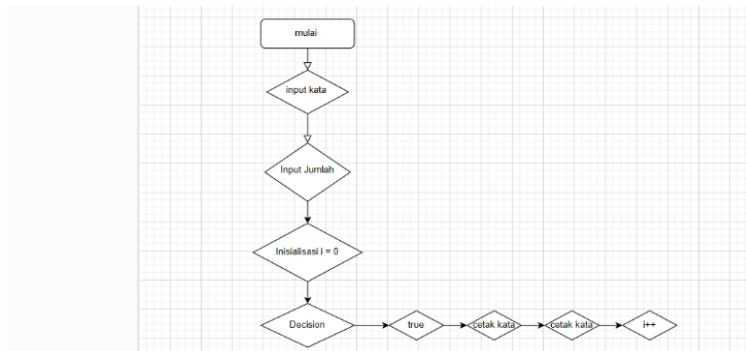 mulai
input kata
Input Jumlah
Inisialisasi i = 0
Decision
true
cetak kata
cetak kata
i++